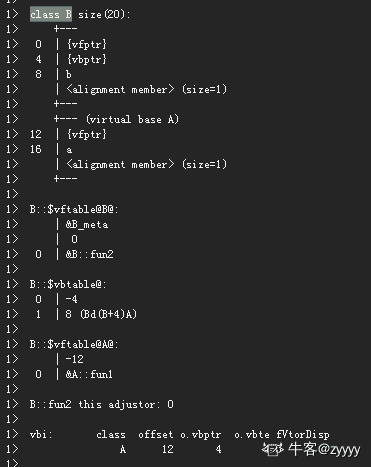 1>
1> class B size(20):
1> +---
1> 0 | {vfptr}
1> 4 | {vbptr}
1> 8 | b
1> | <alignment member> (size=1)
1> +---
1> +--- (virtual base A)
1> 12 | {vfptr}
1> 16 | a
1> | <alignment member> (size=1)
1> +---
1>
1> B::$vftable@B@:
1> | &B_meta
1> | 0
1> 0 | &B::fun2
1>
1> B::$vbtable@:
1> 0 | -4
1> 1 | 8 (Bd(B+4)A)
1>
1> B::$vftable@A@:
1> | -12
1> 0 | &A::fun1
1>
1> B::fun2 this adjustor: 0
1>
1> vbi: class offset o.vbptr o.vbte fVtorDisp
1> A 12 4
牛客@zyyyy